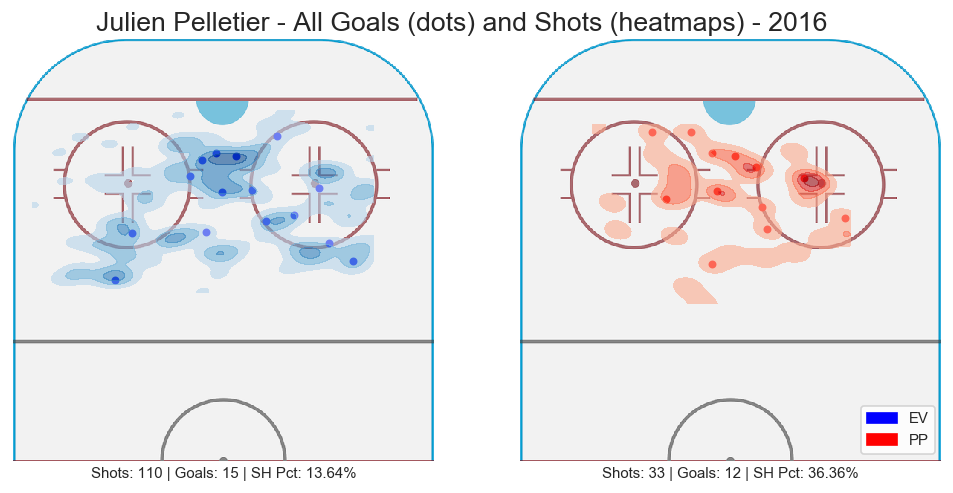 Julien Pelletier - All Goals (dots) and Shots (heatmaps) - 2016
EV
PP
Shots: 110 | Goals: 15 | SH Pct: 13.64%
Shots: 33 | Goals: 12 | SH Pct: 36.36%